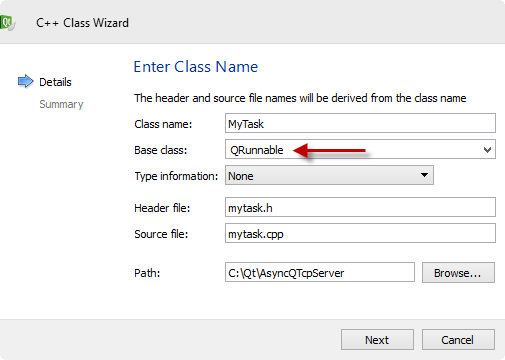 Qt
C++ Class Wizard
Details
Summary
Enter Class Name
The header and source file names will be derived from the class name
Class name: MyTask
Base class: QRunnable
Type information: None
Header file: mytask.h
Source file: mytask.cpp
Path: C:\Qt\AsyncQTcpServer Browse...
Next Cancel